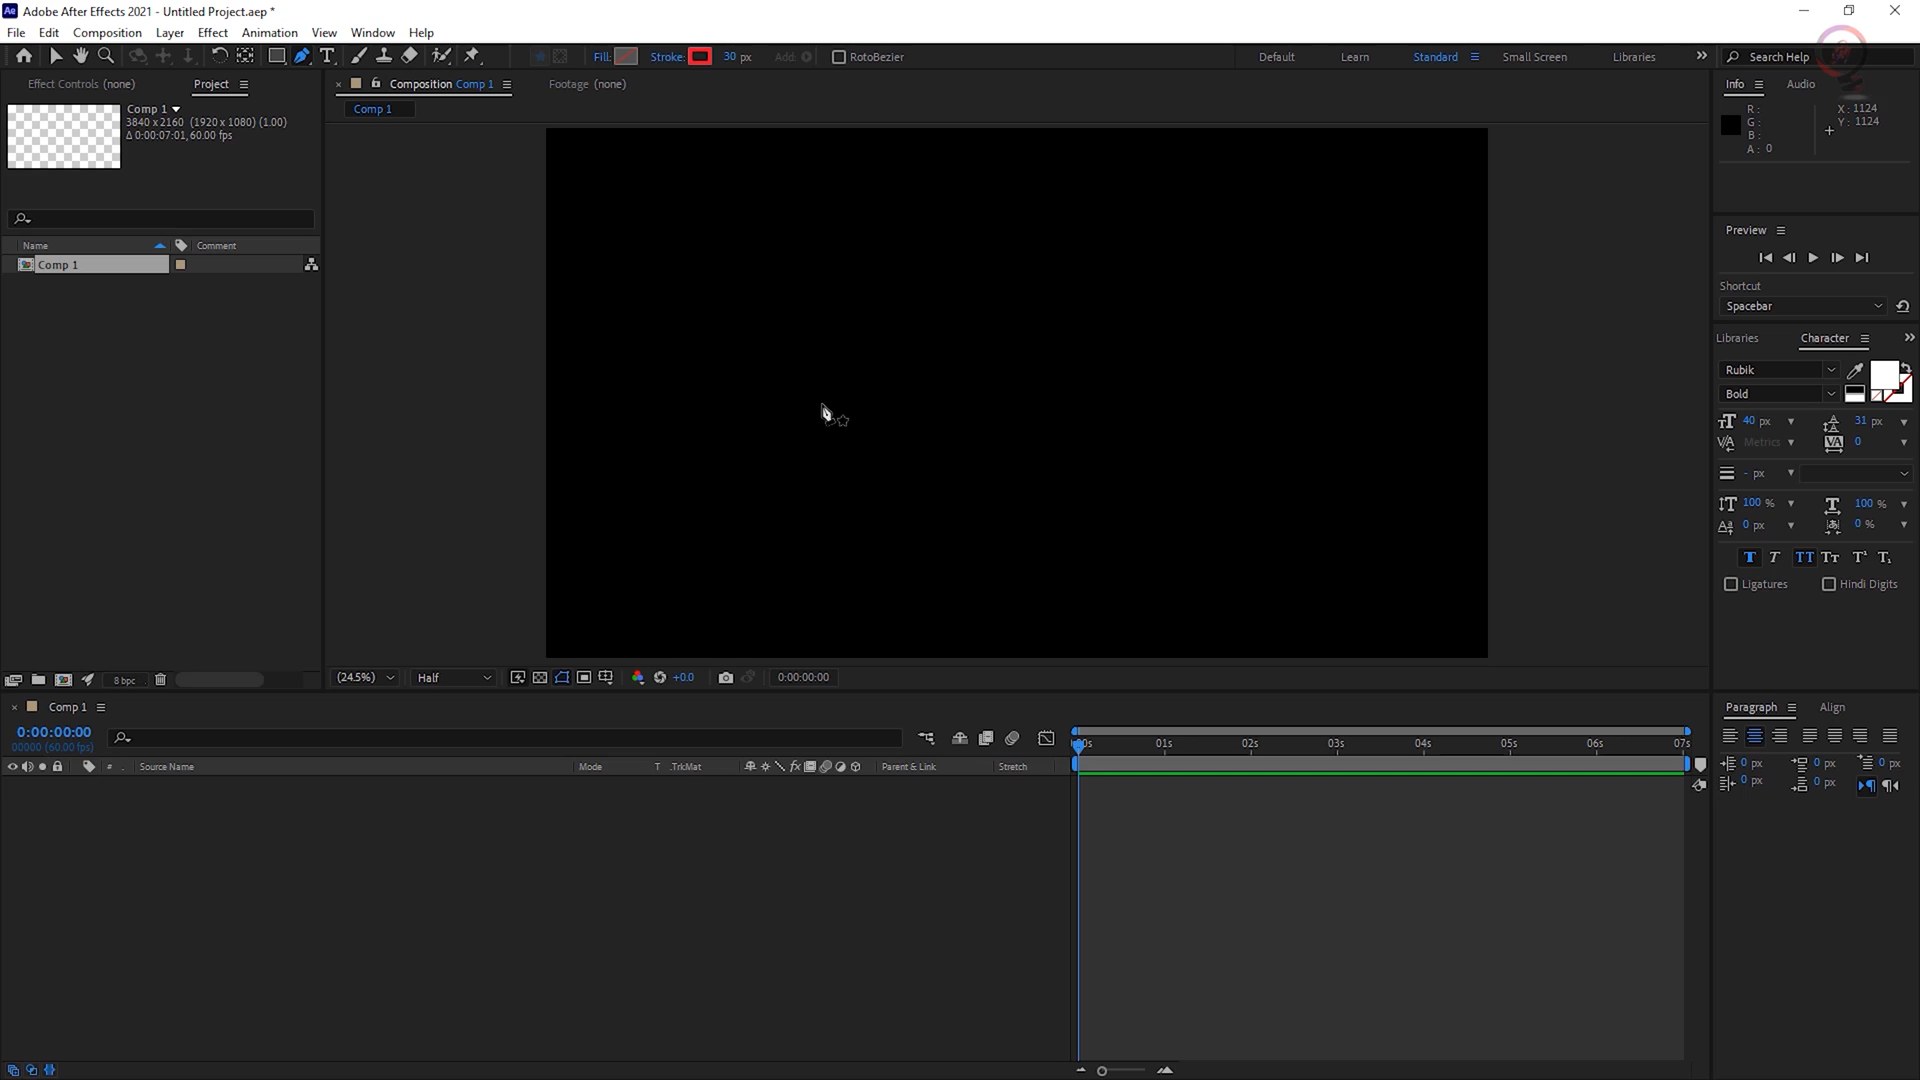 Adobe After Effects 2021 - Untitled Project.aep *
File Edit Composition Layer Effect Animation View Window Help
Fill: Stroke: 30 px Add: RotoBezier Default Learn Standard Small Screen Libraries Search Help
Effect Controls (none) Project Composition Comp 1 Footage (none) Info Audio
Comp 1
3840 x 2160 (1920 x 1080) (1.00)
Δ 0:00:07:01, 60.00 fps
Comp 1
R :
G :
B :
A : 0
X : 1124
Y : 1124
Preview
Shortcut
Spacebar
Name Comment
Comp 1
Libraries Character
Rubik
Bold
40 px 31 px
Metrics 0
- px
100 % 100 %
0 px 0 %
T T TT Tt T¹ T₁
Ligatures Hindi Digits
8 bpc
(24.5%) Half +0.0 0:00:00:00
Comp 1
0:00:00:00
00000 (60.00 fps)
01s 02s 03s 04s 05s 06s 07s
# Source Name Mode T .TrkMat fx Parent & Link Stretch
Paragraph Align
0 px 0 px 0 px
0 px 0 px